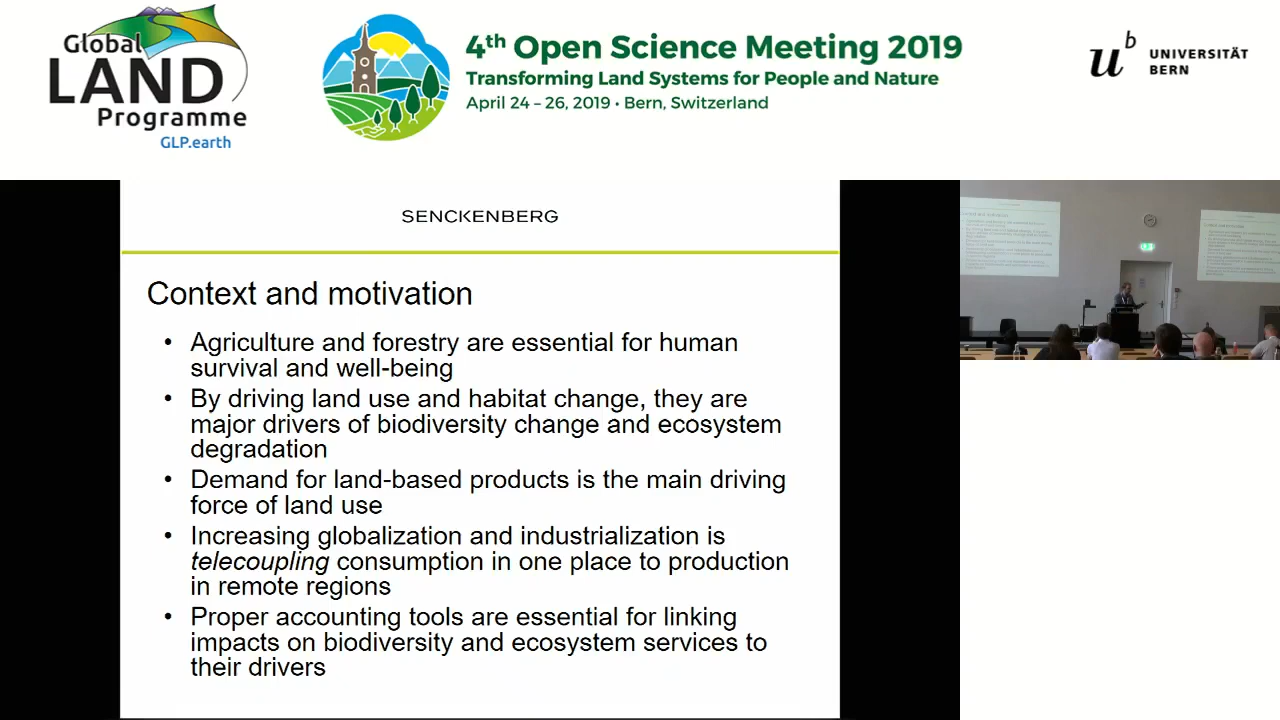 Global
LAND
Programme
GLP.earth
4th Open Science Meeting 2019
Transforming Land Systems for People and Nature
April 24 – 26, 2019 • Bern, Switzerland
u b
UNIVERSITÄT
BERN
SENCKENBERG
Context and motivation
• Agriculture and forestry are essential for human
survival and well-being
• By driving land use and habitat change, they are
major drivers of biodiversity change and ecosystem
degradation
• Demand for land-based products is the main driving
force of land use
• Increasing globalization and industrialization is
telecoupling consumption in one place to production
in remote regions
• Proper accounting tools are essential for linking
impacts on biodiversity and ecosystem services to
their drivers